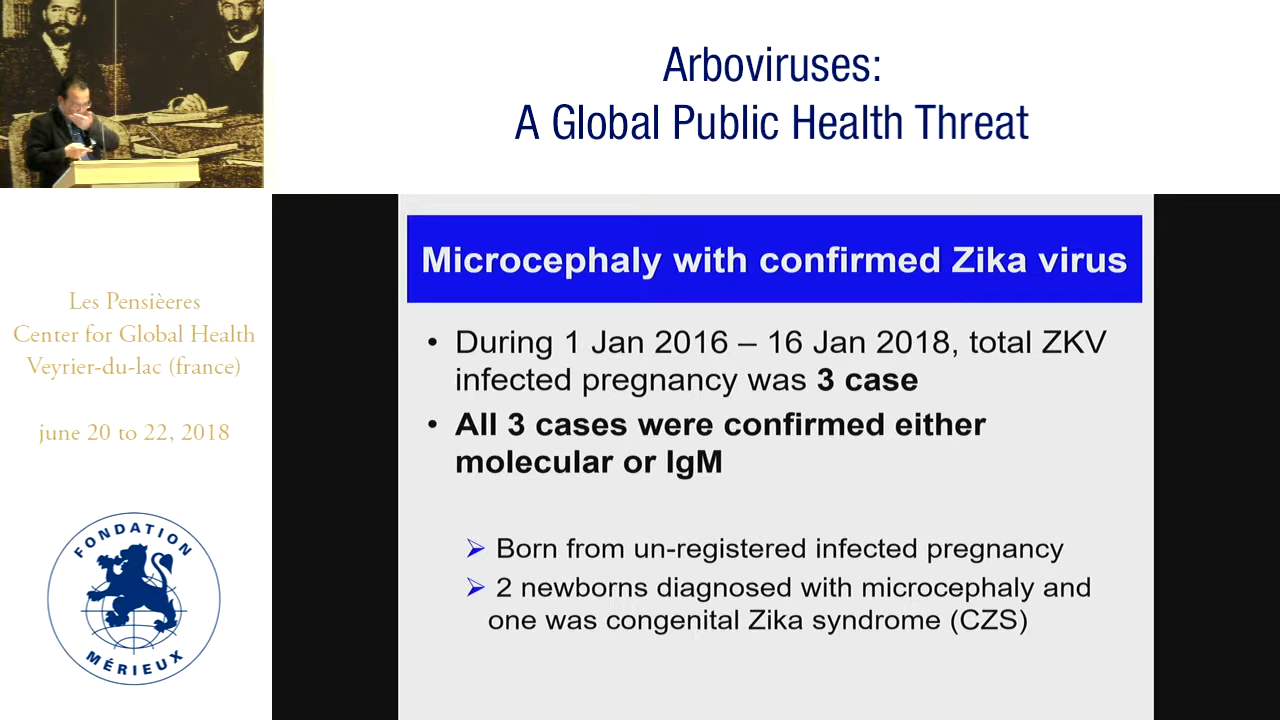 Arboviruses:
A Global Public Health Threat
Les Pensièeres
Center for Global Health
Veyrier-du-lac (france)
june 20 to 22, 2018
FONDATION
MÉRIEUX
Microcephaly with confirmed Zika virus
• During 1 Jan 2016 – 16 Jan 2018, total ZKV
infected pregnancy was 3 case
• All 3 cases were confirmed either
molecular or IgM
➢ Born from un-registered infected pregnancy
➢ 2 newborns diagnosed with microcephaly and
one was congenital Zika syndrome (CZS)